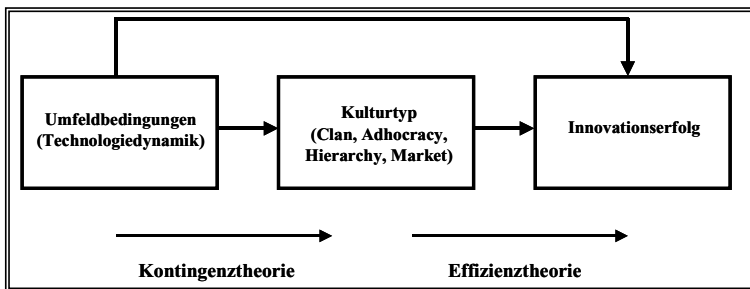 Umfeldbedingungen
(Technologiedynamik)
Kulturtyp
(Clan, Adhocracy,
Hierarchy, Market)
Innovationserfolg
Kontingenztheorie
Effizienztheorie